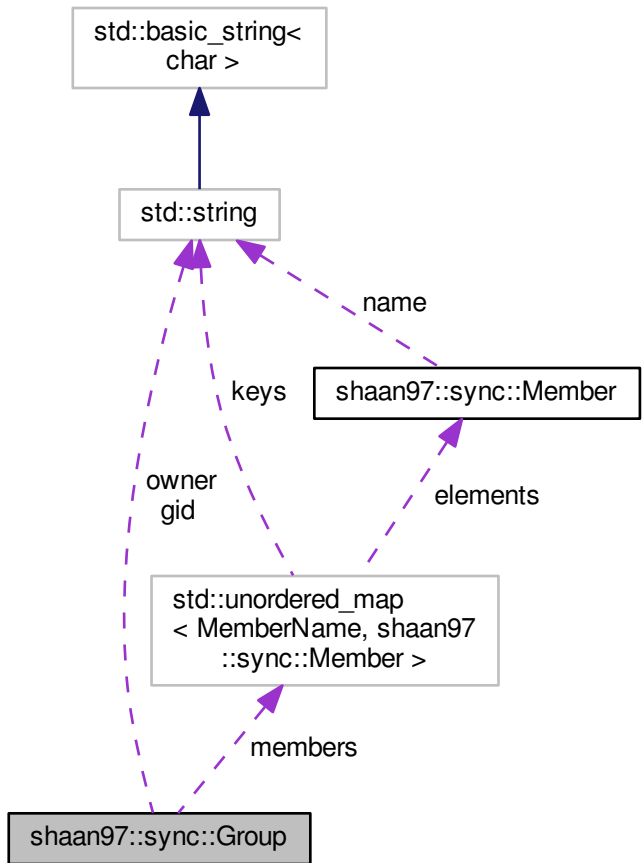 std::basic_string<
char >
std::string
name
keys
shaan97::sync::Member
owner
gid
elements
std::unordered_map
< MemberName, shaan97
::sync::Member >
members
shaan97::sync::Group